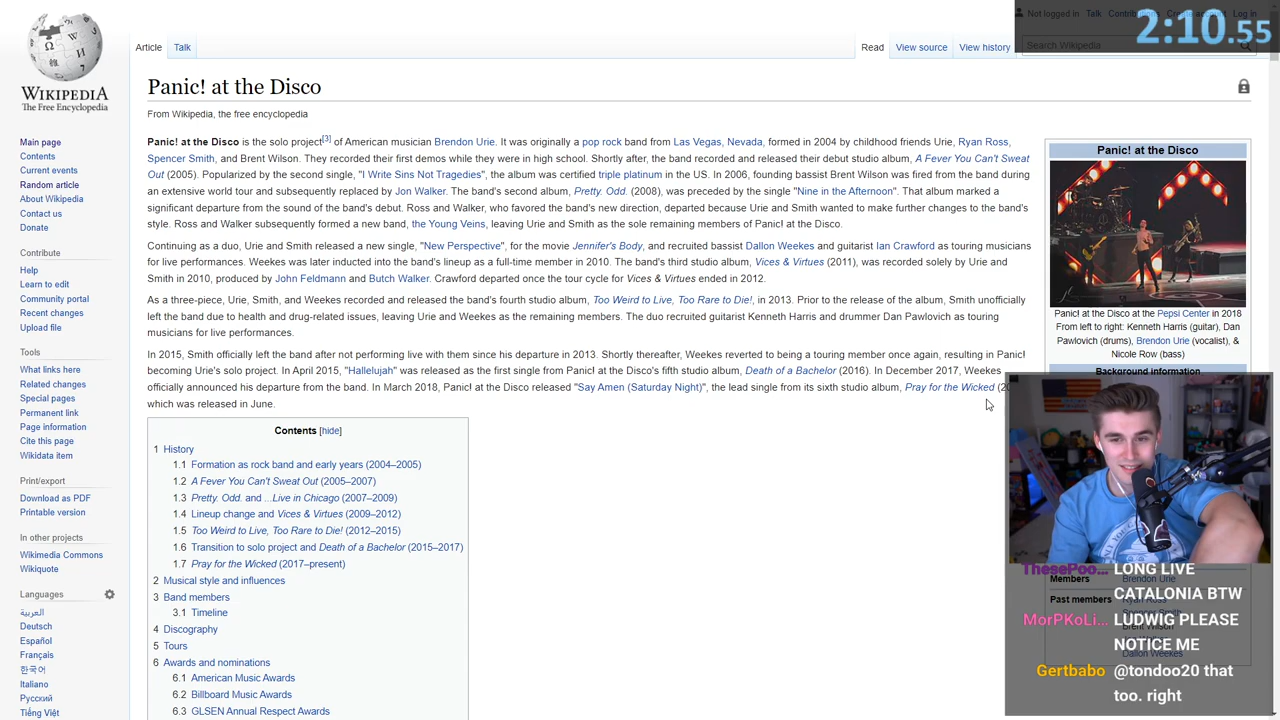 WIKIPEDIA
The Free Encyclopedia
Main page
Contents
Current events
Random article
About Wikipedia
Contact us
Donate
Contribute
Help
Learn to edit
Community portal
Recent changes
Upload file
Tools
What links here
Related changes
Special pages
Permanent link
Page information
Cite this page
Wikidata item
Print/export
Download as PDF
Printable version
In other projects
Wikimedia Commons
Wikiquote
Languages
العربية
Deutsch
Español
Français
한국어
Italiano
Русский
Tiếng Việt
Not logged in Talk
Log in
2:10.55
Article Talk
Read View source View history
Search Wikipedia
Panic! at the Disco
From Wikipedia, the free encyclopedia
Panic! at the Disco is the solo project[3] of American musician Brendon Urie. It was originally a pop rock band from Las Vegas, Nevada, formed in 2004 by childhood friends Urie, Ryan Ross,
Spencer Smith, and Brent Wilson. They recorded their first demos while they were in high school. Shortly after, the band recorded and released their debut studio album, A Fever You Can't Sweat
Out (2005). Popularized by the second single, "I Write Sins Not Tragedies", the album was certified triple platinum in the US. In 2006, founding bassist Brent Wilson was fired from the band during
an extensive world tour and subsequently replaced by Jon Walker. The band's second album, Pretty. Odd. (2008), was preceded by the single "Nine in the Afternoon". That album marked a
significant departure from the sound of the band's debut. Ross and Walker, who favored the band's new direction, departed because Urie and Smith wanted to make further changes to the band's
style. Ross and Walker subsequently formed a new band, the Young Veins, leaving Urie and Smith as the sole remaining members of Panic! at the Disco.
Continuing as a duo, Urie and Smith released a new single, "New Perspective", for the movie Jennifer's Body, and recruited bassist Dallon Weekes and guitarist Ian Crawford as touring musicians
for live performances. Weekes was later inducted into the band's lineup as a full-time member in 2010. The band's third studio album, Vices & Virtues (2011), was recorded solely by Urie and
Smith in 2010, produced by John Feldmann and Butch Walker. Crawford departed once the tour cycle for Vices & Virtues ended in 2012.
As a three-piece, Urie, Smith, and Weekes recorded and released the band's fourth studio album, Too Weird to Live, Too Rare to Die!, in 2013. Prior to the release of the album, Smith unofficially
left the band due to health and drug-related issues, leaving Urie and Weekes as the remaining members. The duo recruited guitarist Kenneth Harris and drummer Dan Pawlovich as touring
musicians for live performances.
In 2015, Smith officially left the band after not performing live with them since his departure in 2013. Shortly thereafter, Weekes reverted to being a touring member once again, resulting in Panic!
becoming Urie's solo project. In April 2015, "Hallelujah" was released as the first single from Panic! at the Disco's fifth studio album, Death of a Bachelor (2016). In December 2017, Weekes
officially announced his departure from the band. In March 2018, Panic! at the Disco released "Say Amen (Saturday Night)", the lead single from its sixth studio album, Pray for the Wicked
which was released in June.
Contents [hide]
1 History
1.1 Formation as rock band and early years (2004–2005)
1.2 A Fever You Can't Sweat Out (2005–2007)
1.3 Pretty. Odd. and ...Live in Chicago (2007–2009)
1.4 Lineup change and Vices & Virtues (2009–2012)
1.5 Too Weird to Live, Too Rare to Die! (2012–2015)
1.6 Transition to solo project and Death of a Bachelor (2015–2017)
1.7 Pray for the Wicked (2017–present)
2 Musical style and influences
3 Band members
3.1 Timeline
4 Discography
5 Tours
6 Awards and nominations
6.1 American Music Awards
6.2 Billboard Music Awards
6.3 GLSEN Annual Respect Awards
Panic! at the Disco
Panic! at the Disco at the Pepsi Center in 2018
From left to right: Kenneth Harris (guitar), Dan
Pawlovich (drums), Brendon Urie (vocalist), &
Nicole Row (bass)
Background information
Members Brendon Urie
Past members Ryan Ross
Spencer Smith
Brent Wilson
Dallon Weekes
ThesePoo... LONG LIVE
CATALONIA BTW
MorPKoLi... LUDWIG PLEASE
NOTICE ME
Gertbabo @tondoo20 that
too. right